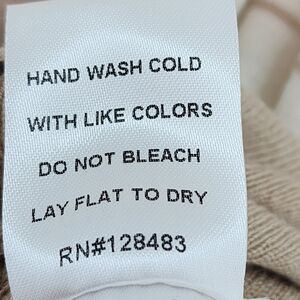 HAND WASH COLD
WITH LIKE COLORS
DO NOT BLEACH
LAY FLAT TO DRY
RN#128483